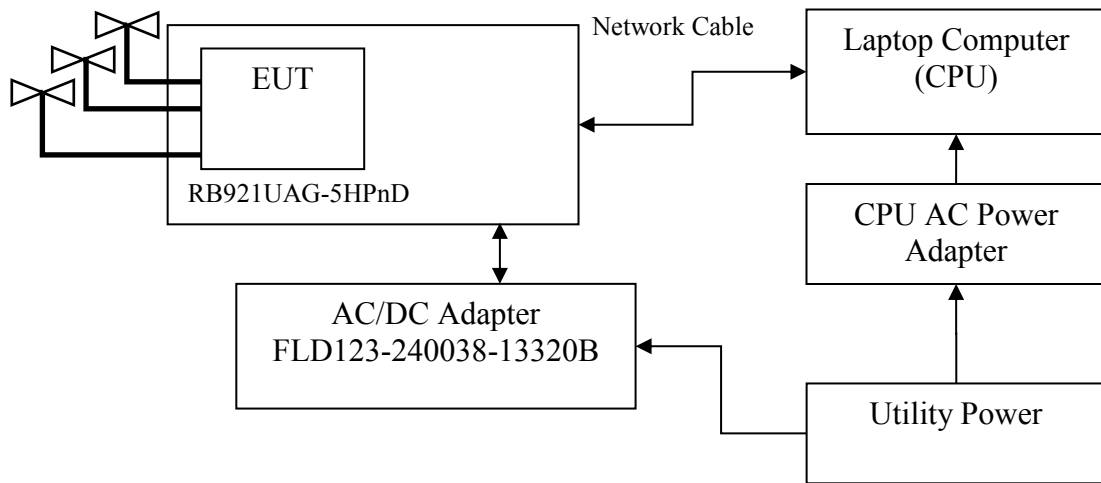 Network Cable
Laptop Computer
(CPU)
EUT
RB921UAG-5HPnD
CPU AC Power
Adapter
AC/DC Adapter
FLD123-240038-13320B
Utility Power